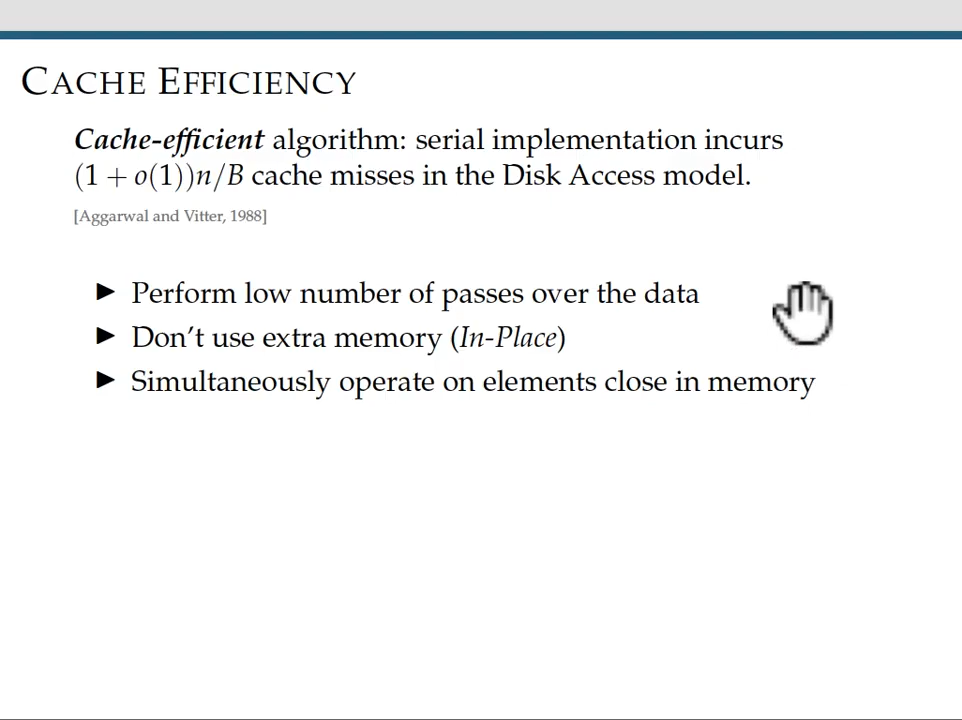 CACHE EFFICIENCY
Cache-efficient algorithm: serial implementation incurs
(1 + o(1))n/B cache misses in the Disk Access model.
[Aggarwal and Vitter, 1988]
▶ Perform low number of passes over the data
▶ Don't use extra memory (In-Place)
▶ Simultaneously operate on elements close in memory